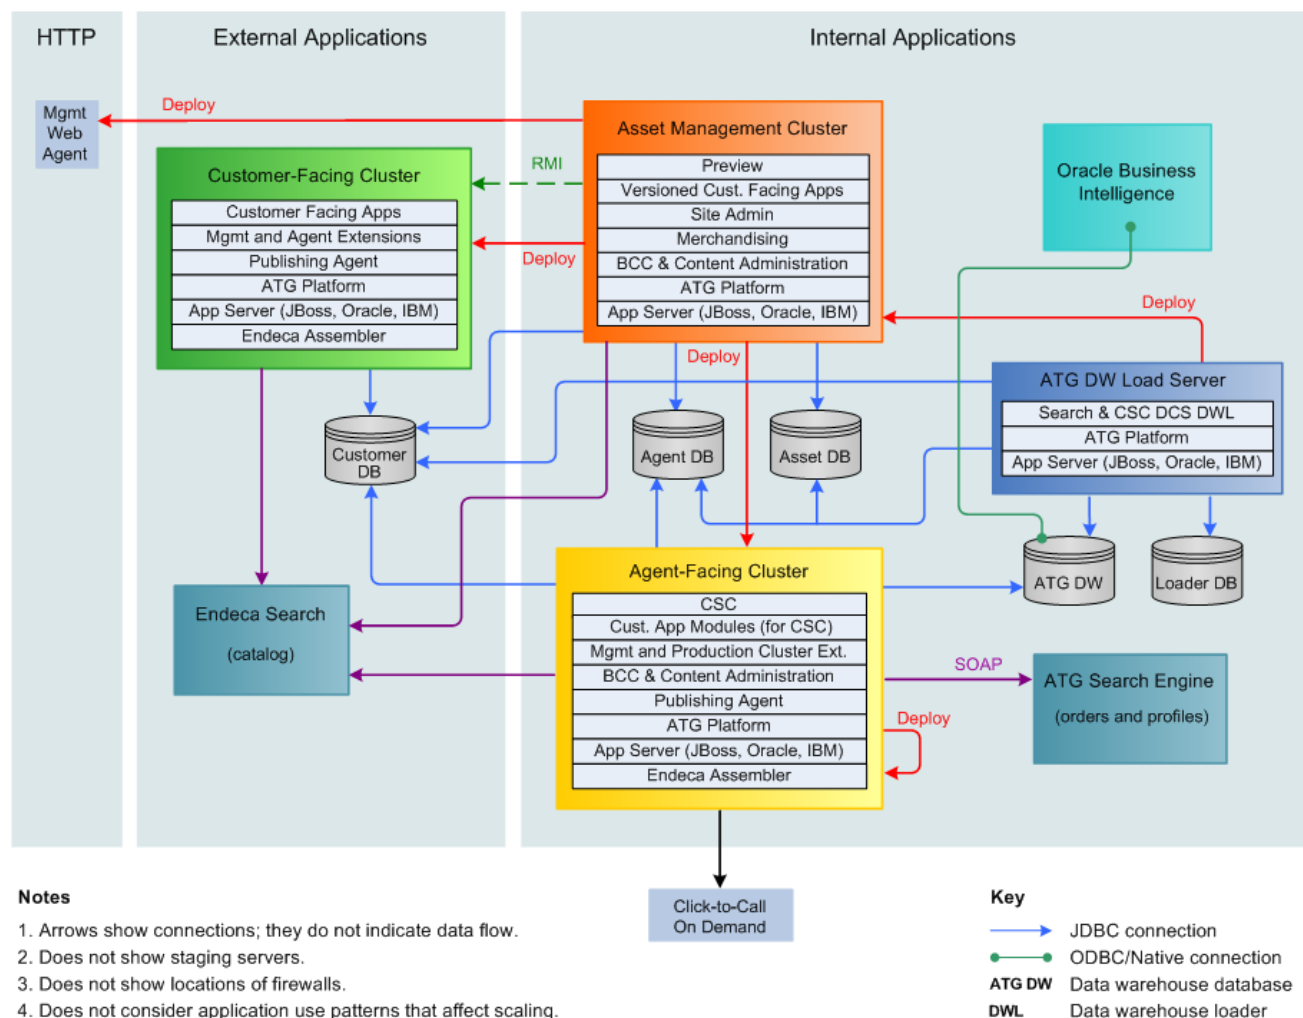 HTTP
External Applications
Internal Applications
Mgmt
Web
Agent
Deploy
Customer-Facing Cluster
Customer Facing Apps
Mgmt and Agent Extensions
Publishing Agent
ATG Platform
App Server (JBoss, Oracle, IBM)
Endeca Assembler
RMI
Deploy
Asset Management Cluster
Preview
Versioned Cust. Facing Apps
Site Admin
Merchandising
BCC & Content Administration
ATG Platform
App Server (JBoss, Oracle, IBM)
Oracle Business
Intelligence
Deploy
Deploy
ATG DW Load Server
Search & CSC DCS DWL
ATG Platform
App Server (JBoss, Oracle, IBM)
Customer
DB
Agent DB
Asset DB
ATG DW
Loader DB
Endeca Search
(catalog)
Agent-Facing Cluster
CSC
Cust. App Modules (for CSC)
Mgmt and Production Cluster Ext.
BCC & Content Administration
Publishing Agent
ATG Platform
App Server (JBoss, Oracle, IBM)
Endeca Assembler
SOAP
Deploy
ATG Search Engine
(orders and profiles)
Click-to-Call
On Demand
Notes
1. Arrows show connections; they do not indicate data flow.
2. Does not show staging servers.
3. Does not show locations of firewalls.
4. Does not consider application use patterns that affect scaling.
Key
JDBC connection
ODBC/Native connection
ATG DW Data warehouse database
DWL Data warehouse loader